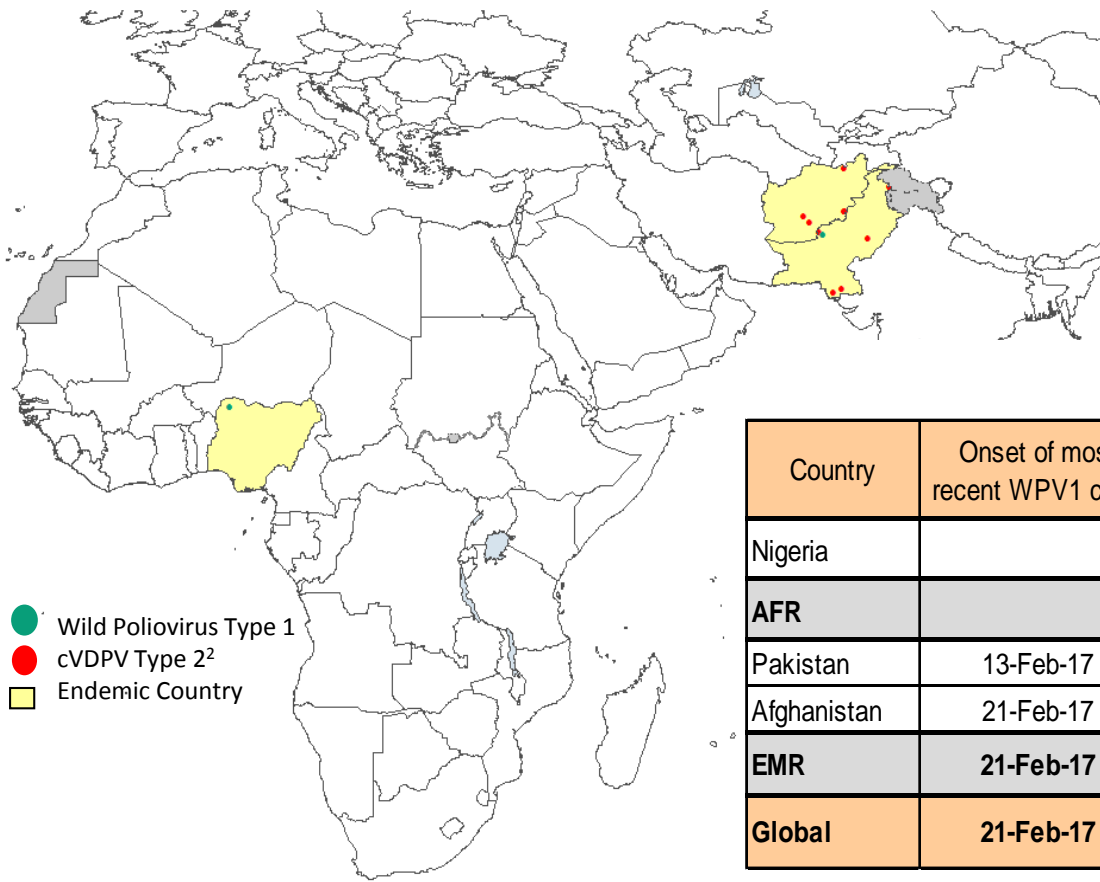 Wild Poliovirus Type 1
cVDPV Type 2²
Endemic Country
Country
Onset of mos
recent WPV1 c
Nigeria
AFR
Pakistan 13-Feb-17
Afghanistan 21-Feb-17
EMR 21-Feb-17
Global 21-Feb-17